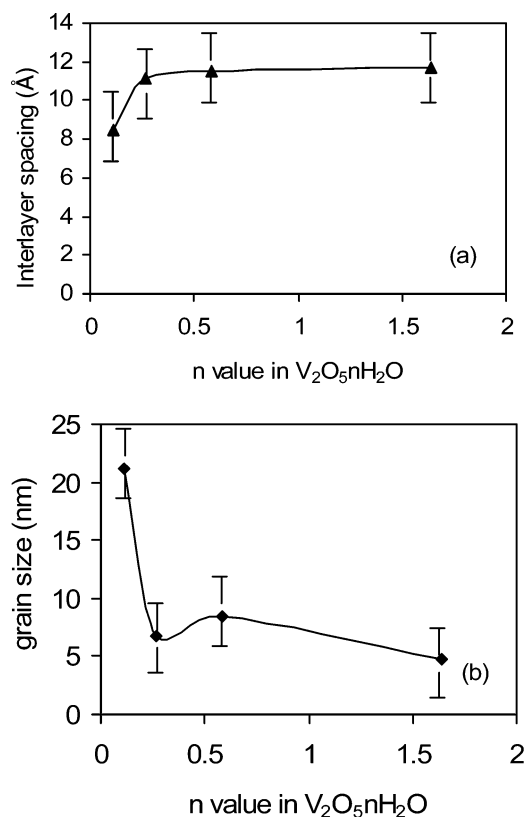 14
12
10
8
6
4
2
0
Interlayer spacing (Å)
(a)
0 0.5 1 1.5 2
n value in V₂O₅nH₂O
25
20
15
10
5
0
grain size (nm)
(b)
0 0.5 1 1.5 2
n value in V₂O₅nH₂O